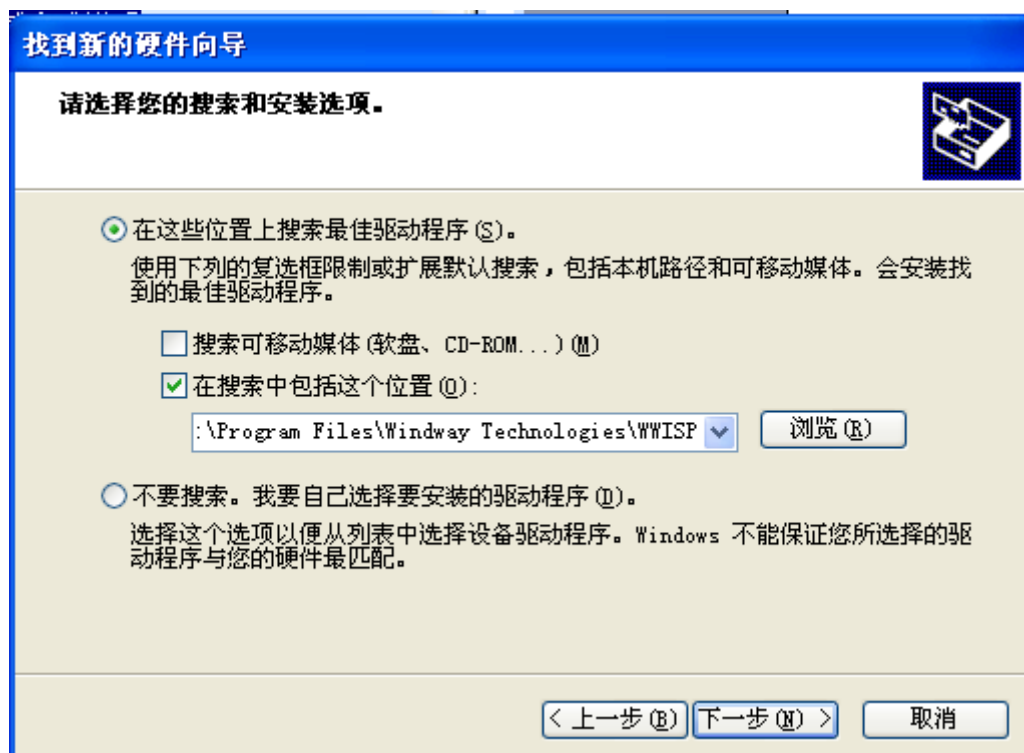 找到新的硬件向导
请选择您的搜索和安装选项。
在这些位置上搜索最佳驱动程序(S)。
使用下列的复选框限制或扩展默认搜索，包括本机路径和可移动媒体。会安装找
到的最佳驱动程序。
搜索可移动媒体(软盘、CD-ROM...)(M)
在搜索中包括这个位置(O):
:\Program Files\Windway Technologies\WWISP
浏览(R)
不要搜索。我要自己选择要安装的驱动程序(D)。
选择这个选项以便从列表中选择设备驱动程序。Windows 不能保证您所选择的驱
动程序与您的硬件最匹配。
< 上一步(B) 下一步(N) > 取消